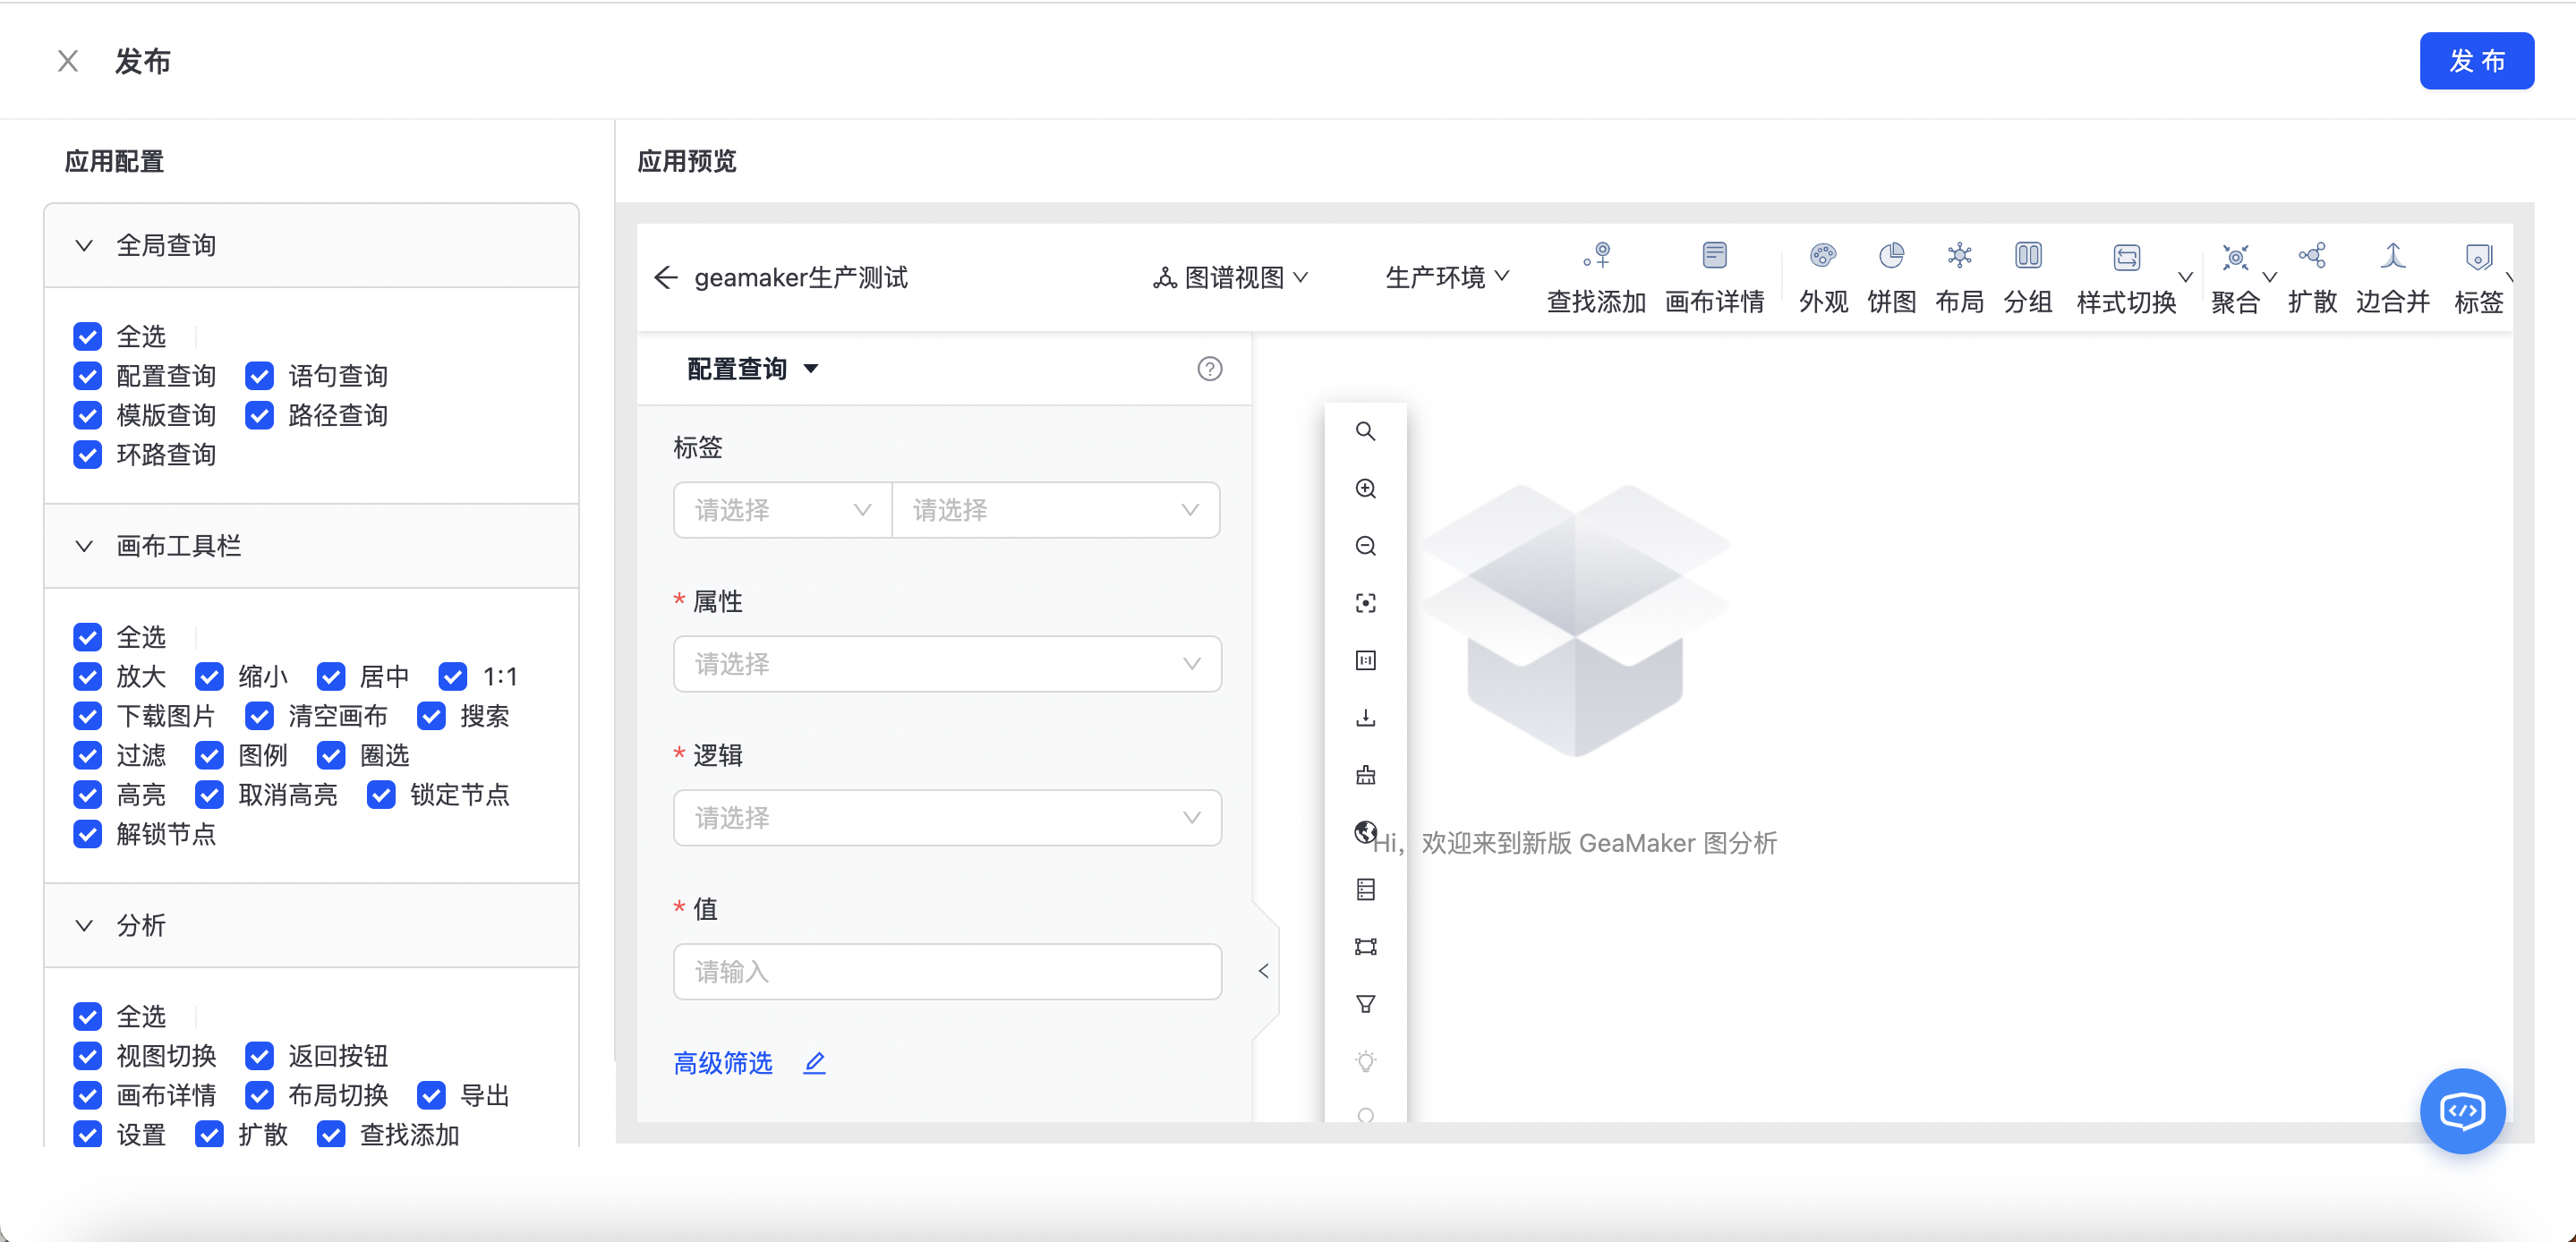 发布
发 布
应用配置
全局查询
全选
配置查询 语句查询
模版查询 路径查询
环路查询
画布工具栏
全选
放大 缩小 居中 1:1
下载图片 清空画布 搜索
过滤 图例 圈选
高亮 取消高亮 锁定节点
解锁节点
分析
全选
视图切换 返回按钮
画布详情 布局切换 导出
设置 扩散 查找添加
应用预览
geamaker生产测试
图谱视图
生产环境
查找添加 画布详情 外观 饼图 布局 分组 样式切换 聚合 扩散 边合并 标签
配置查询
标签
请选择 请选择
* 属性
请选择
* 逻辑
请选择
* 值
请输入
高级筛选
Hi，欢迎来到新版 GeaMaker 图分析